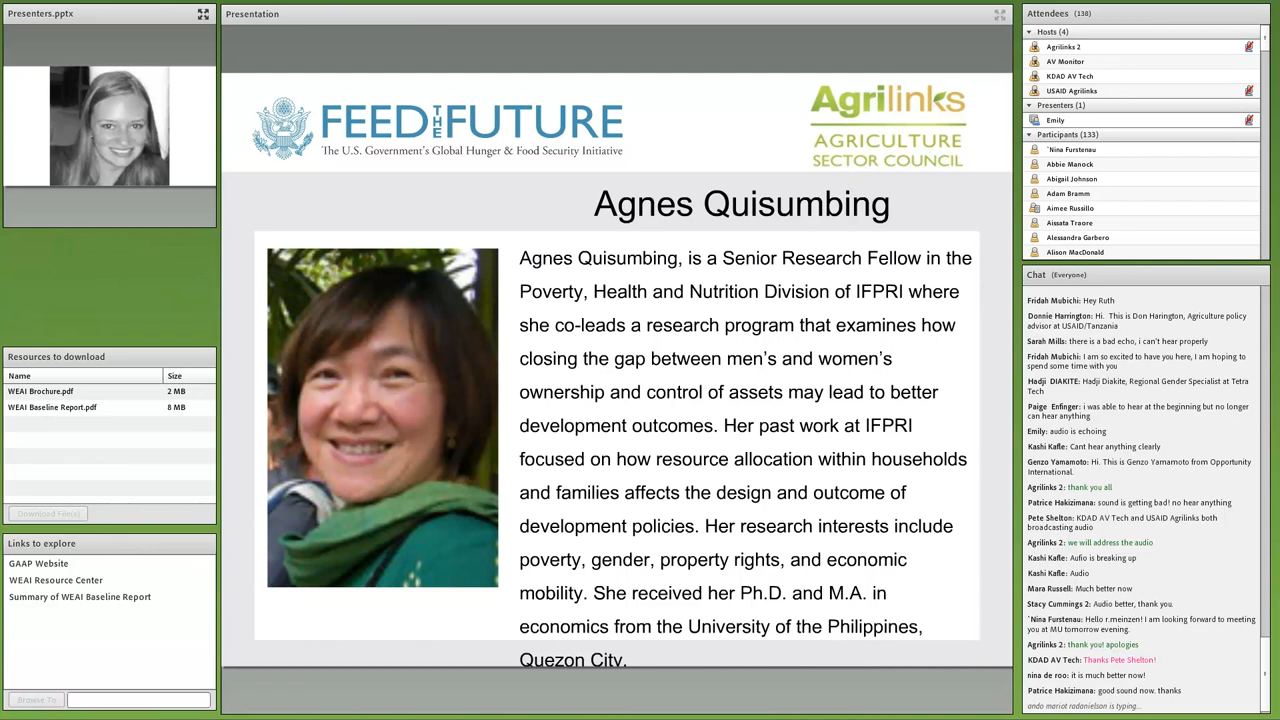 Presenters.pptx
Resources to download
Name Size
WEAI Brochure.pdf 2 MB
WEAI Baseline Report.pdf 8 MB
Download File(s)
Links to explore
GAAP Website
WEAI Resource Center
Summary of WEAI Baseline Report
Browse To
Presentation
FEED THE FUTURE
The U.S. Government's Global Hunger & Food Security Initiative
Agrilinks
AGRICULTURE
SECTOR COUNCIL
Agnes Quisumbing
Agnes Quisumbing, is a Senior Research Fellow in the
Poverty, Health and Nutrition Division of IFPRI where
she co-leads a research program that examines how
closing the gap between men's and women's
ownership and control of assets may lead to better
development outcomes. Her past work at IFPRI
focused on how resource allocation within households
and families affects the design and outcome of
development policies. Her research interests include
poverty, gender, property rights, and economic
mobility. She received her Ph.D. and M.A. in
economics from the University of the Philippines,
Quezon City.
Attendees (138)
Hosts (4)
Agrilinks 2
AV Monitor
KDAD AV Tech
USAID Agrilinks
Presenters (1)
Emily
Participants (133)
`Nina Furstenau
Abbie Manock
Abigail Johnson
Adam Bramm
Aimee Russillo
Aissata Traore
Alessandra Garbero
Alison MacDonald
Chat (Everyone)
Fridah Mubichi: Hey Ruth
Donnie Harrington: Hi. This is Don Harington, Agriculture policy
advisor at USAID/Tanzania
Sarah Mills: there is a bad echo, i can't hear properly
Fridah Mubichi: I am so excited to have you here, I am hoping to
spend some time with you
Hadji DIAKITE: Hadji Diakite, Regional Gender Specialist at Tetra
Tech
Paige Enfinger: i was able to hear at the beginning but no longer
can hear anything
Emily: audio is echoing
Kashi Kafle: Cant hear anything clearly
Genzo Yamamoto: Hi. This is Genzo Yamamoto from Opportunity
International.
Agrilinks 2: thank you all
Patrice Hakizimana: sound is getting bad! no hear anything
Pete Shelton: KDAD AV Tech and USAID Agrilinks both
broadcasting audio
Agrilinks 2: we will address the audio
Kashi Kafle: Aufio is breaking up
Kashi Kafle: Audio
Mara Russell: Much better now
Stacy Cummings 2: Audio better, thank you.
`Nina Furstenau: Hello r.meinzen! I am looking forward to meeting
you at MU tomorrow evening.
Agrilinks 2: thank you! apologies
KDAD AV Tech: Thanks Pete Shelton!
nina de roo: it is much better now!
Patrice Hakizimana: good sound now. thanks
ando mariot radanielson is typing...